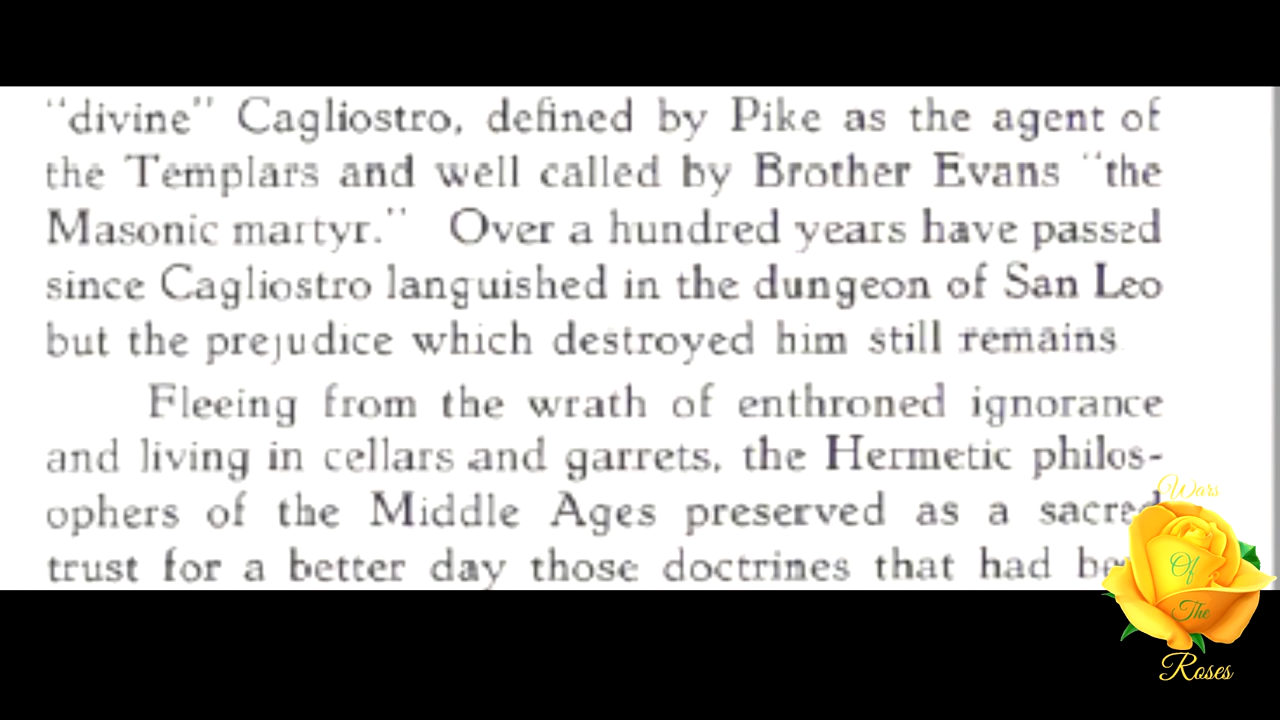 "divine" Cagliostro, defined by Pike as the agent of
the Templars and well called by Brother Evans "the
Masonic martyr." Over a hundred years have passed
since Cagliostro languished in the dungeon of San Leo
but the prejudice which destroyed him still remains
Fleeing from the wrath of enthroned ignorance
and living in cellars and garrets, the Hermetic philos-
ophers of the Middle Ages preserved as a sacred
trust for a better day those doctrines that had
Wars
Of
The
Roses